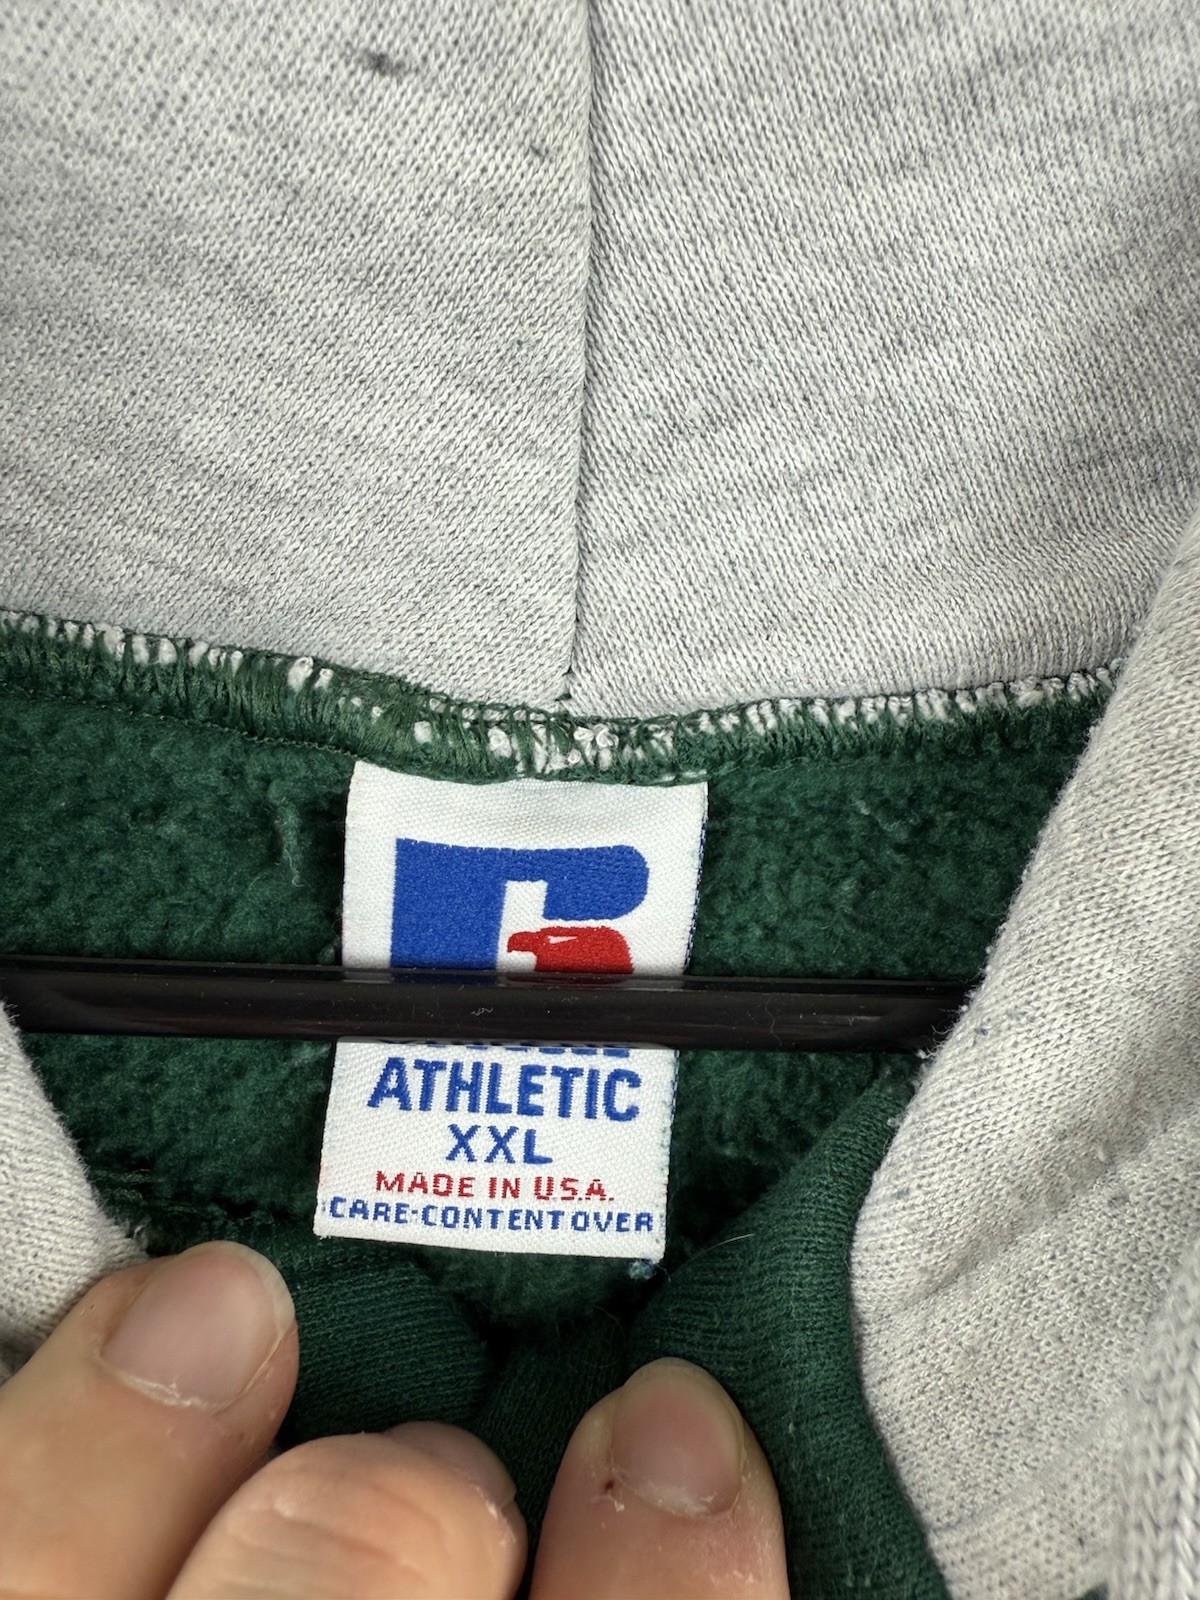 ATHLETIC
XXL
MADE IN U.S.A.
CARE-CONTENT OVER